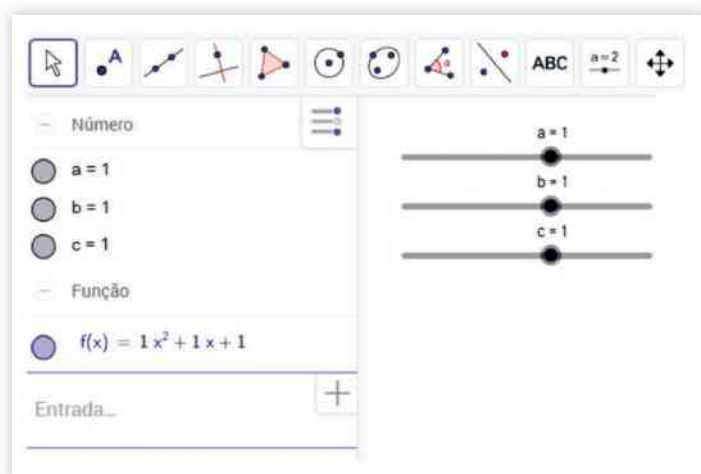 A
ABC
a=2
Número
a = 1
b = 1
c = 1
Função
f(x) = 1 x² + 1 x + 1
Entrada...
a = 1
b = 1
c = 1